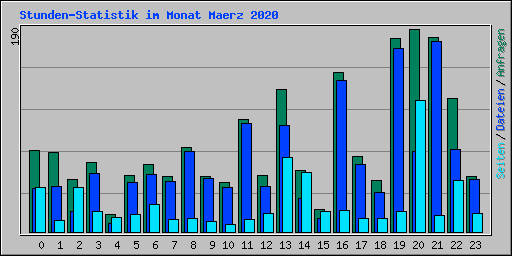 Stunden-Statistik im Monat Maerz 2020
190
Seiten / Dateien / Anfragen
0 1 2 3 4 5 6 7 8 9 10 11 12 13 14 15 16 17 18 19 20 21 22 23